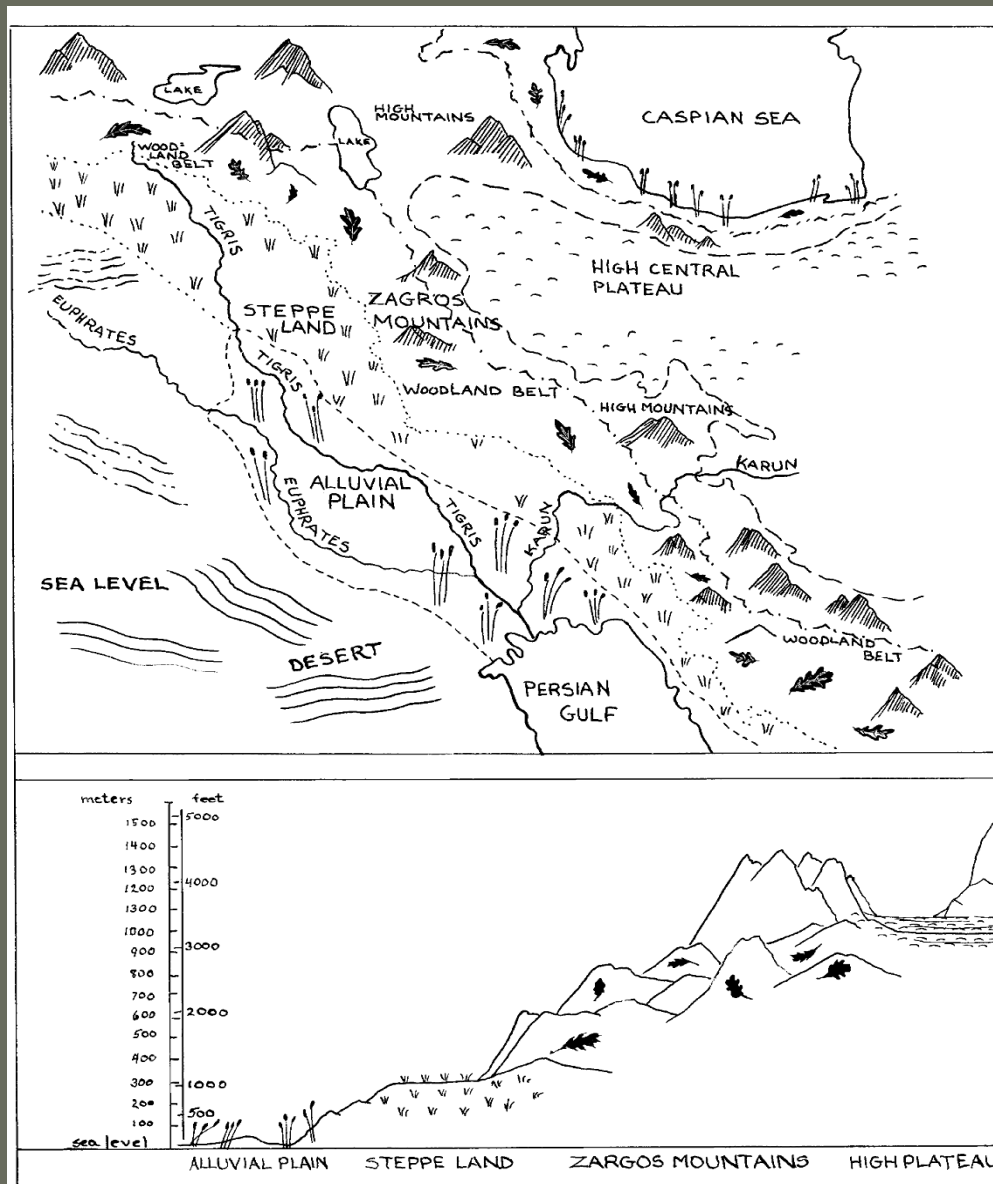 LAKE
HIGH
MOUNTAINS
CASPIAN SEA
WOOD=
LAND
BELT
LAKE
TIGRIS
HIGH CENTRAL
PLATEAU
ZAGROS
MOUNTAINS
STEPPE
LAND
EUPHRATES
TIGRIS
WOODLAND BELT
HIGH MOUNTAINS
KARUN
ALLUVIAL
PLAIN
EUPHRATES
TIGRIS
KARUN
SEA LEVEL
DESERT
WOODLAND
BELT
PERSIAN
GULF
meters feet
5000
1500
1400
1300
4000
1200
1300
1000
3000
900
800
700
2000
600
500
400
300 1000
200
500
100
sea level
ALLUVIAL PLAIN STEPPE LAND ZARGOS MOUNTAINS HIGH PLATEAU